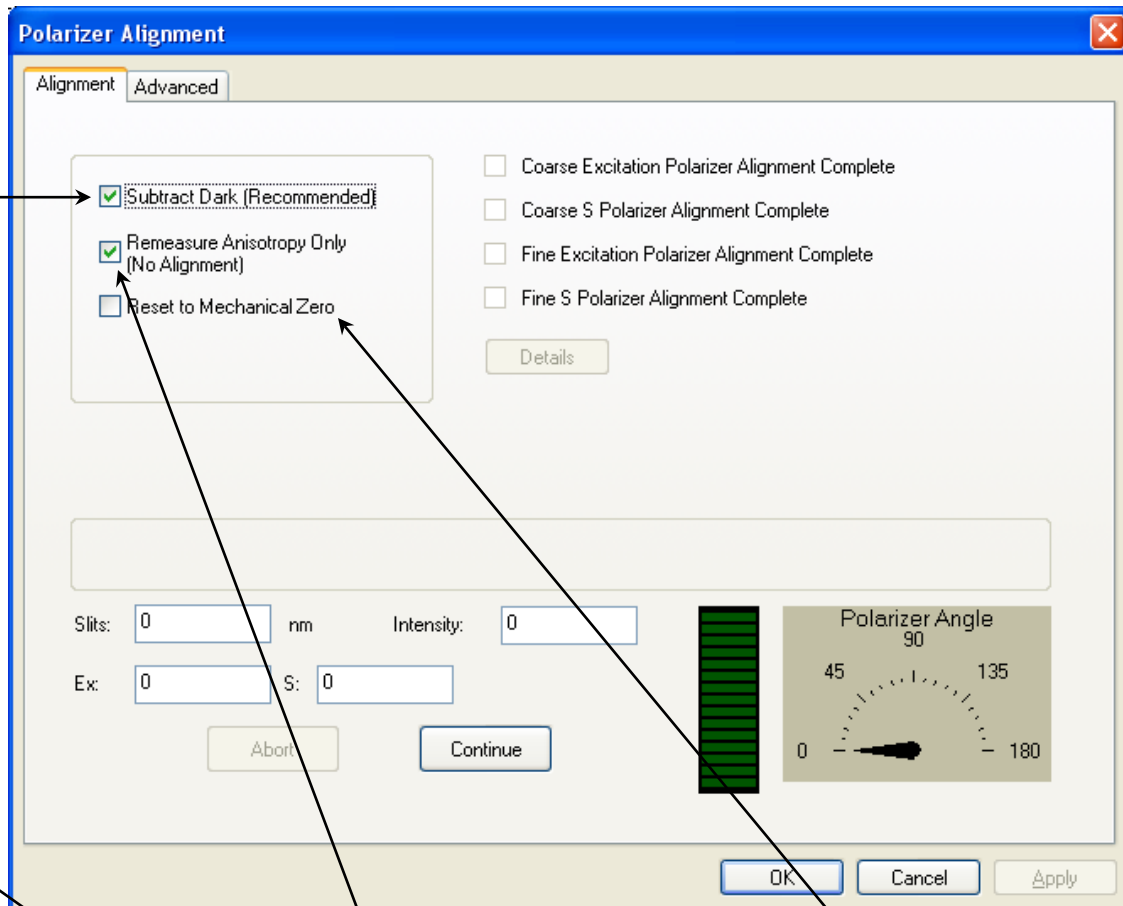 Polarizer Alignment
Alignment
Advanced
Subtract Dark (Recommended)
Remeasure Anisotropy Only
(No Alignment)
Reset to Mechanical Zero
Coarse Excitation Polarizer Alignment Complete
Coarse S Polarizer Alignment Complete
Fine Excitation Polarizer Alignment Complete
Fine S Polarizer Alignment Complete
Details
Slits: 0 nm Intensity: 0
Ex: 0 S: 0
Abort
Continue
Polarizer Angle
90
45 135
0 180
OK
Cancel
Apply